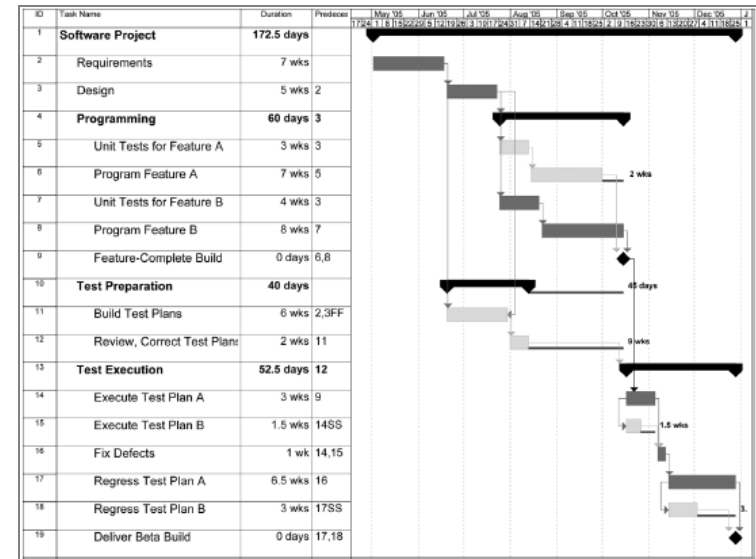 ID Task Name Duration Predeces May '05 Jun '05 Jul '05 Aug '05 Sep '05 Oct '05 Nov '05 Dec '05 J
1 Software Project 172.5 days
2 Requirements 7 wks
3 Design 5 wks 2
4 Programming 60 days 3
5 Unit Tests for Feature A 3 wks 3
6 Program Feature A 7 wks 5 2 wks
7 Unit Tests for Feature B 4 wks 3
8 Program Feature B 8 wks 7
9 Feature-Complete Build 0 days 6,8
10 Test Preparation 40 days 45 days
11 Build Test Plans 6 wks 2,3FF
12 Review, Correct Test Plans 2 wks 11 9 wks
13 Test Execution 52.5 days 12
14 Execute Test Plan A 3 wks 9
15 Execute Test Plan B 1.5 wks 14SS 1.5 wks
16 Fix Defects 1 wk 14,15
17 Regress Test Plan A 6.5 wks 16
18 Regress Test Plan B 3 wks 17SS 3.
19 Deliver Beta Build 0 days 17,18